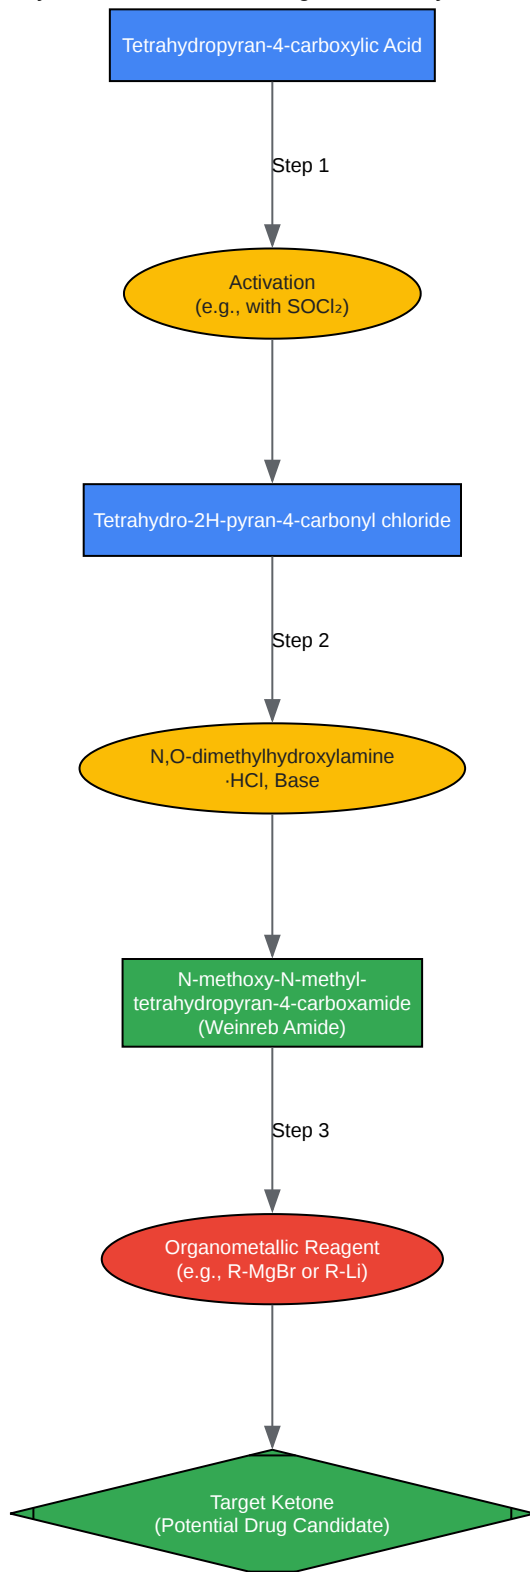 Tetrahydropyran-4-carboxylic Acid
Step 1
Activation
(e.g., with SOCl₂)
Tetrahydro-2H-pyran-4-carbonyl chloride
Step 2
N,O-dimethylhydroxylamine
·HCl, Base
N-methoxy-N-methyl-
tetrahydropyran-4-carboxamide
(Weinreb Amide)
Step 3
Organometallic Reagent
(e.g., R-MgBr or R-Li)
Target Ketone
(Potential Drug Candidate)